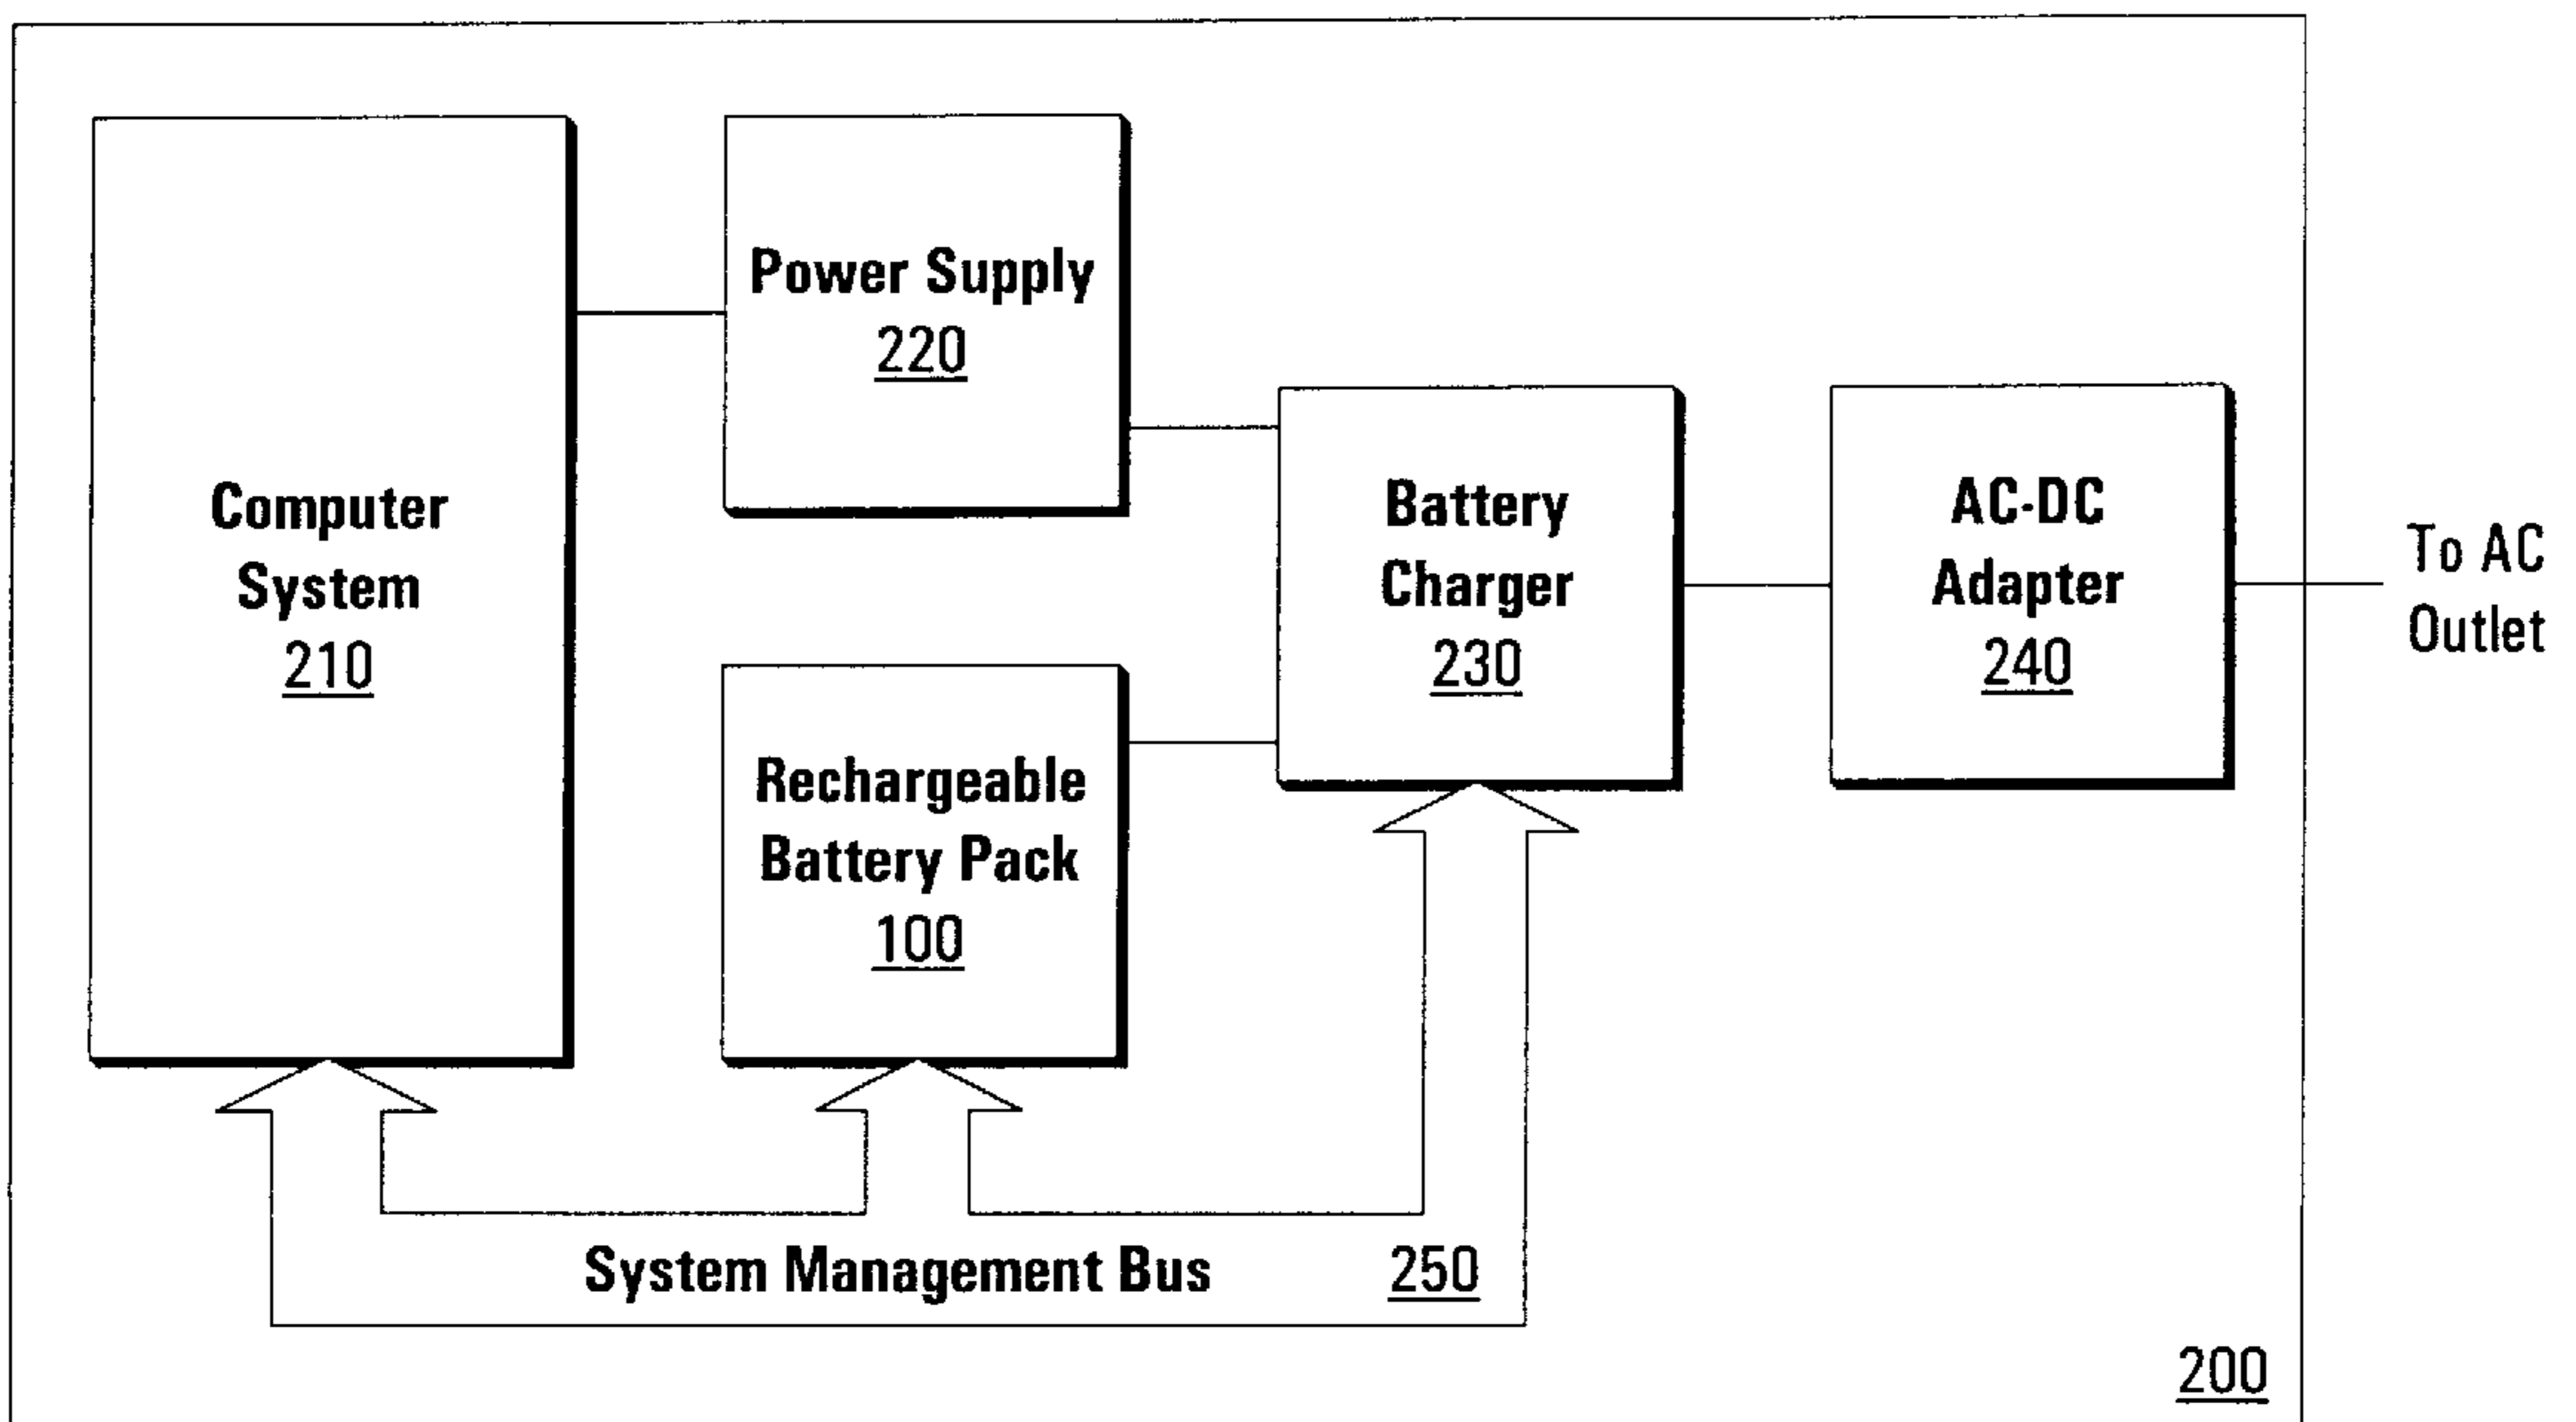 Computer
System
210
Power Supply
220
Rechargeable
Battery Pack
100
Battery
Charger
230
AC-DC
Adapter
240
To AC
Outlet
System Management Bus 250
200